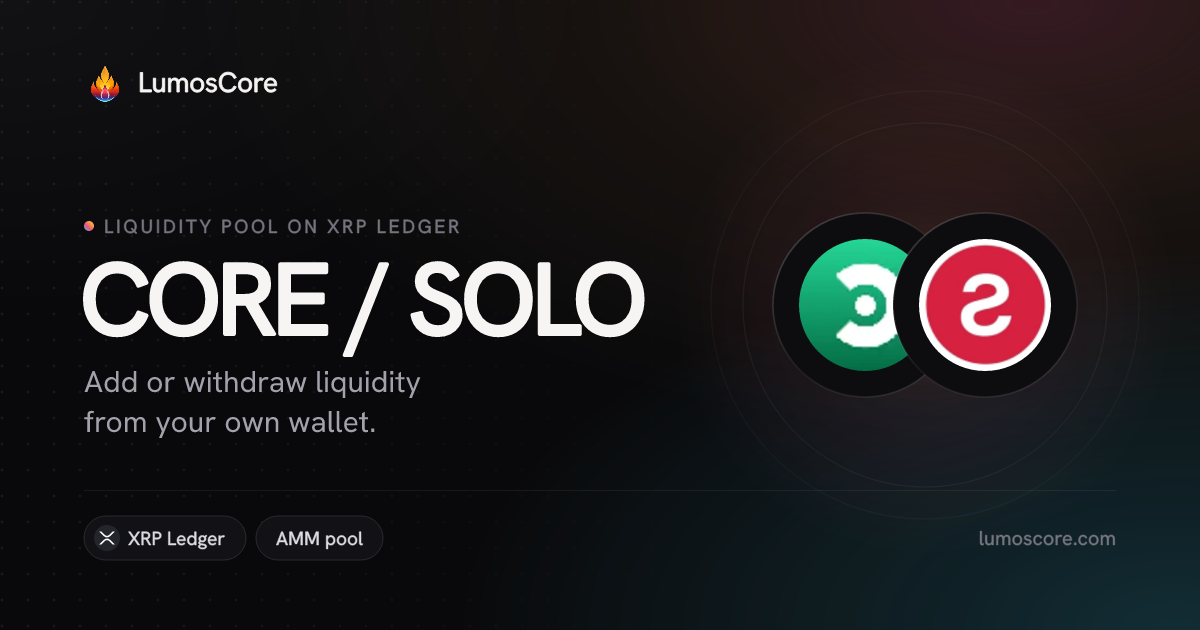 LumosCore
LIQUIDITY POOL ON XRP LEDGER
CORE / SOLO
Add or withdraw liquidity
from your own wallet.
XRP Ledger
AMM pool
lumoscore.com